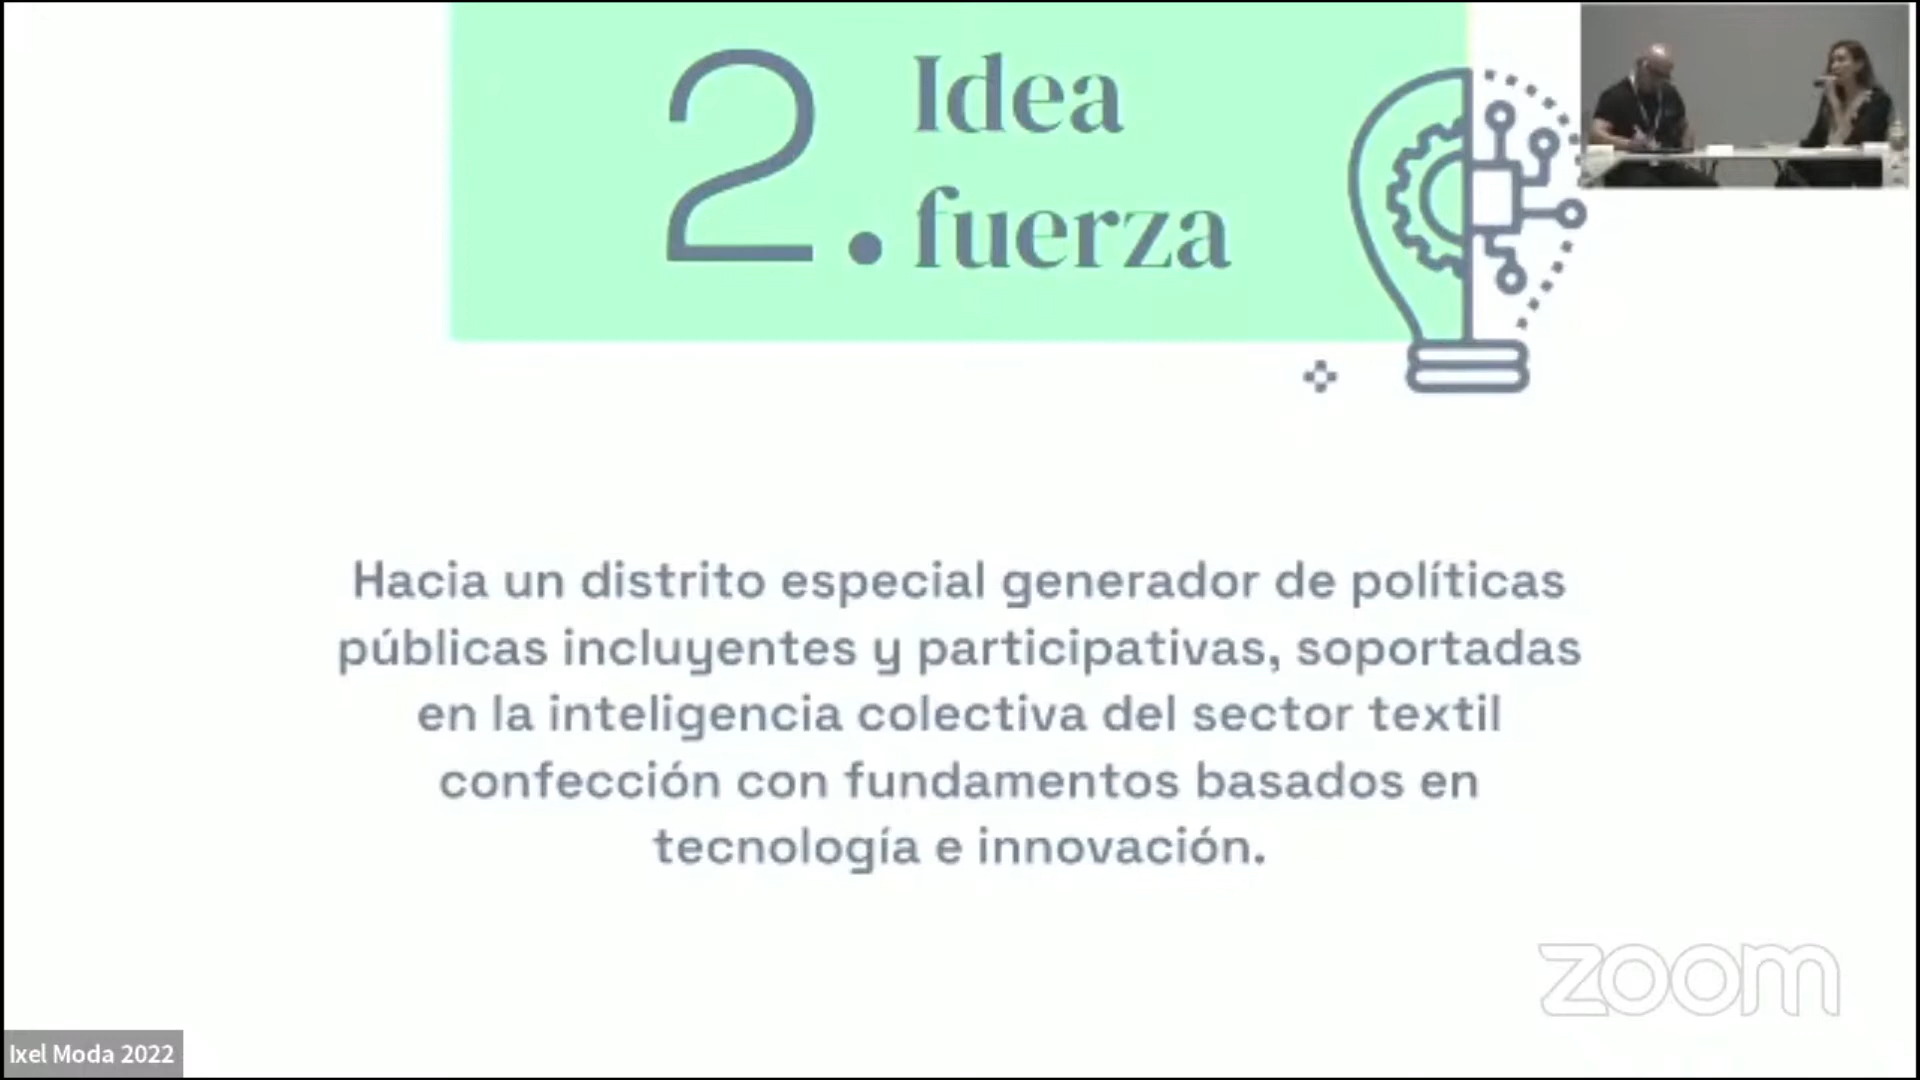 2. Idea
fuerza
Hacia un distrito especial generador de políticas
públicas incluyentes y participativas, soportadas
en la inteligencia colectiva del sector textil
confección con fundamentos basados en
tecnología e innovación.
zoom
Ixel Moda 2022